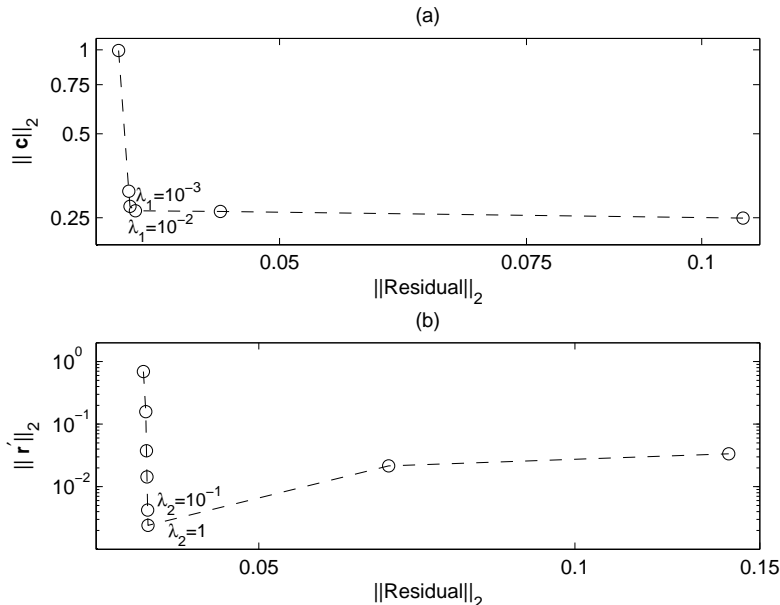 (a)
1
0.75
0.5
0.25
|| c||₂
λ₁=10⁻³
λ₁=10⁻²
0.05
0.075
0.1
||Residual||₂
(b)
10⁰
10⁻¹
10⁻²
|| r´||₂
λ₂=10⁻¹
λ₂=1
0.05
0.1
0.15
||Residual||₂